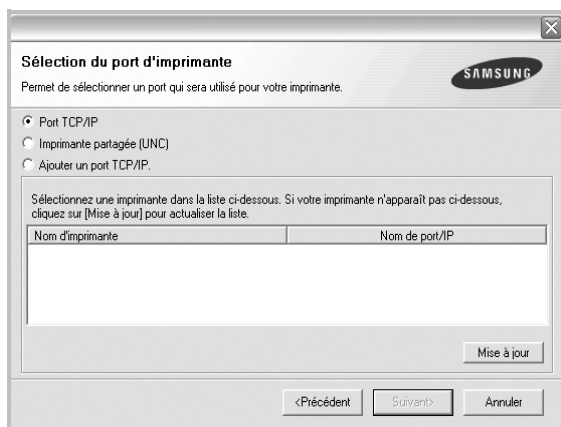 Sélection du port d'imprimante
Permet de sélectionner un port qui sera utilisé pour votre imprimante.
SAMSUNG
Port TCP/IP
Imprimante partagée (UNC)
Ajouter un port TCP/IP.
Sélectionnez une imprimante dans la liste ci-dessous. Si votre imprimante n'apparaît pas ci-dessous,
cliquez sur [Mise à jour] pour actualiser la liste.
Nom d'imprimante Nom de port/IP
Mise à jour
<Précédent Suivant> Annuler